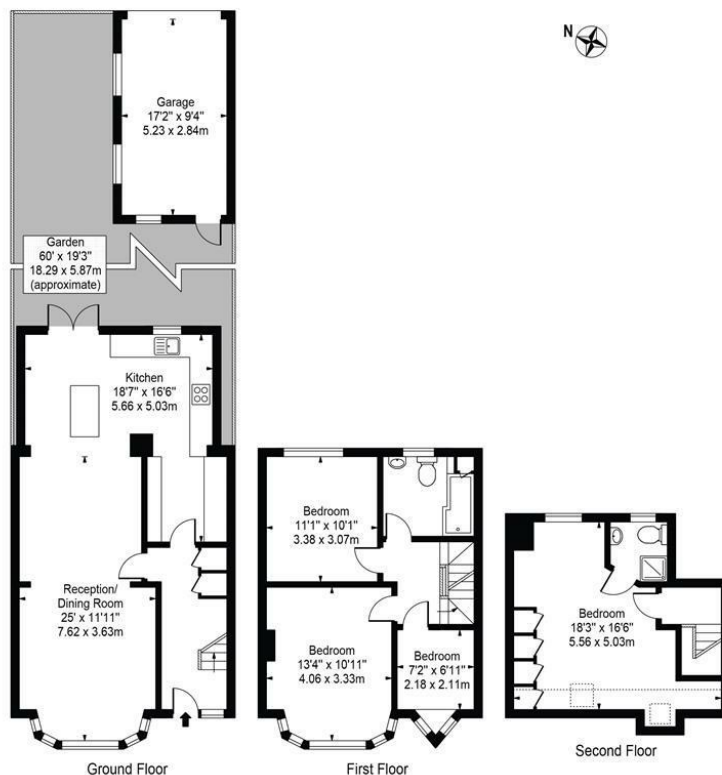 N
Garage
17'2" x 9'4"
5.23 x 2.84m
Garden
60' x 19'3"
18.29 x 5.87m
(approximate)
Kitchen
18'7" x 16'6"
5.66 x 5.03m
Reception/
Dining Room
25' x 11'11"
7.62 x 3.63m
Ground Floor
Bedroom
11'1" x 10'1"
3.38 x 3.07m
Bedroom
13'4" x 10'11"
4.06 x 3.33m
Bedroom
7'2" x 6'11"
2.18 x 2.11m
First Floor
Bedroom
18'3" x 16'6"
5.56 x 5.03m
Second Floor